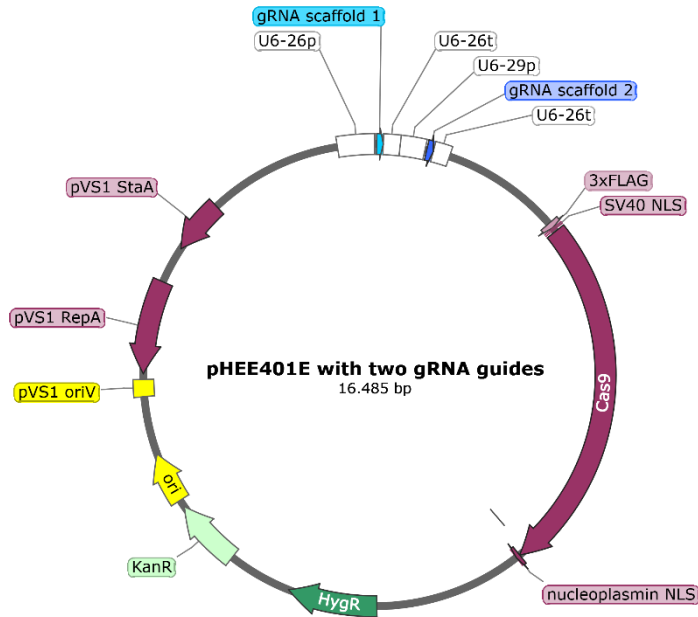 gRNA scaffold 1
U6-26p
U6-26t
U6-29p
gRNA scaffold 2
U6-26t
3xFLAG
SV40 NLS
pVS1 StaA
pVS1 RepA
pVS1 oriV
pHEE401E with two gRNA guides
16.485 bp
Cas9
ori
KanR
HygR
nucleoplasmin NLS